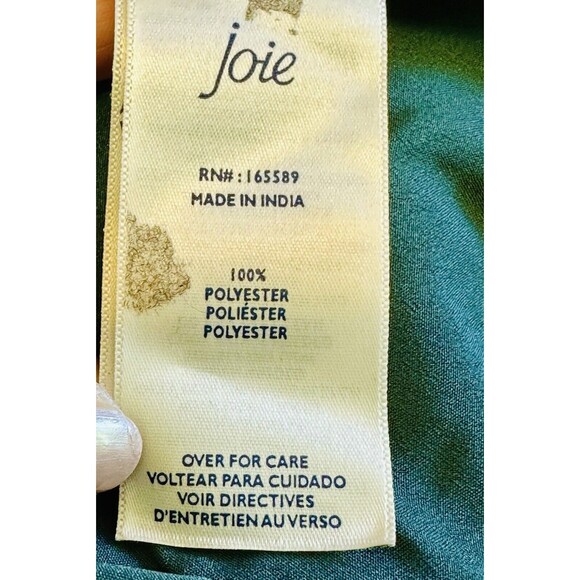 joie
RN#: 165589
MADE IN INDIA
100%
POLYESTER
POLIÉSTER
POLYESTER
OVER FOR CARE
VOLTEAR PARA CUIDADO
VOIR DIRECTIVES
D'ENTRETIEN AU VERSO